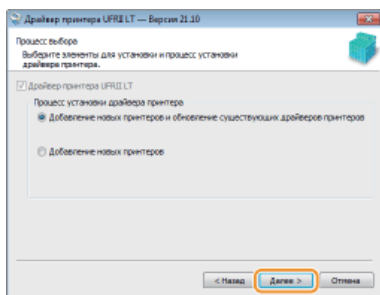 Драйвер принтера UFRII LT — Версия 21.10
Процесс выбора
Выберите элементы для установки и процесс установки
драйвера принтера.
Драйвер принтера UFRII LT
Процесс установки драйвера принтера
Добавление новых принтеров и обновление существующих драйверов принтеров
Добавление новых принтеров
< Назад
Далее >
Отмена